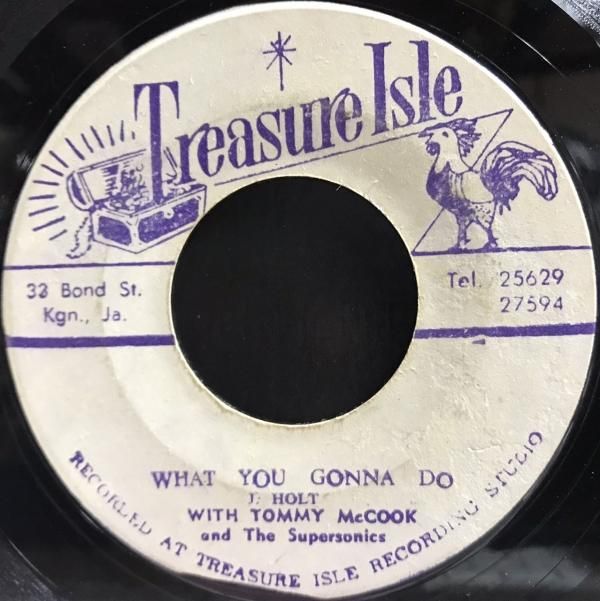 Treasure Isle
33 Bond St.
Kgn., Ja.
Tel. 25629
27594
WHAT YOU GONNA DO
J. HOLT
WITH TOMMY McCOOK
and The Supersonics
RECORDED AT TREASURE ISLE RECORDING STUDIO